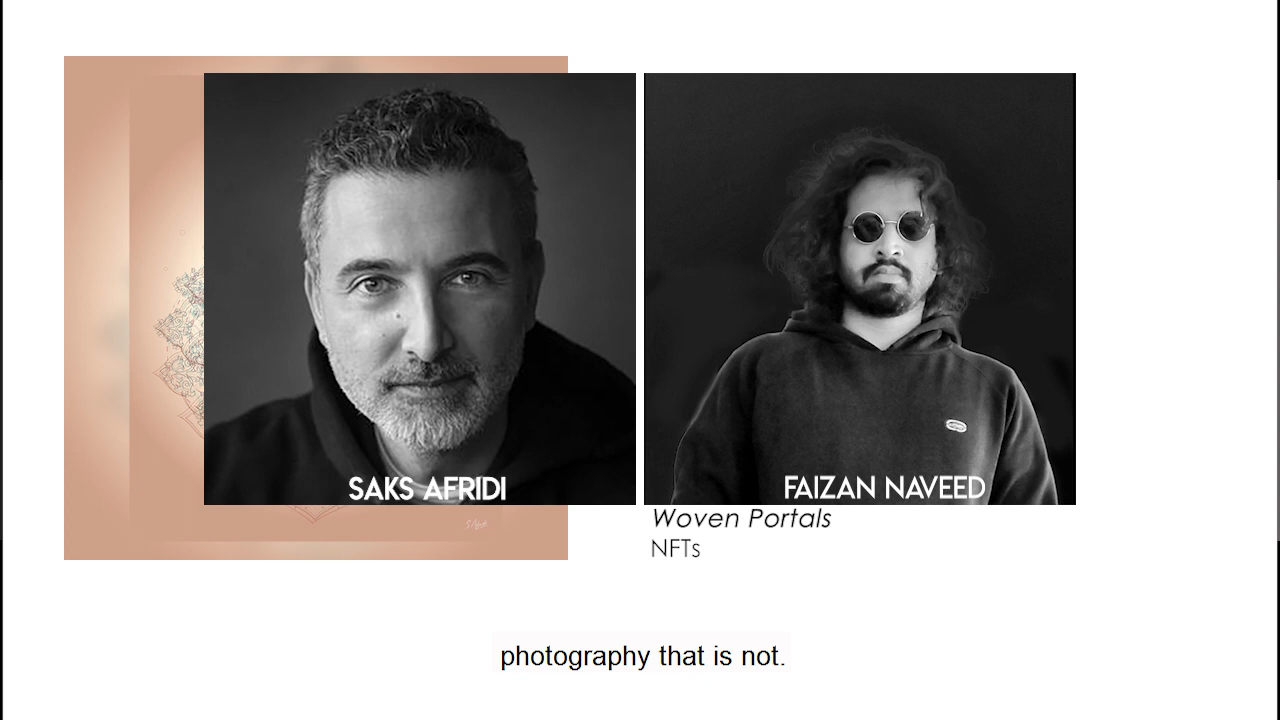 SAKS AFRIDI
FAIZAN NAVEED
Woven Portals
NFTs
photography that is not.